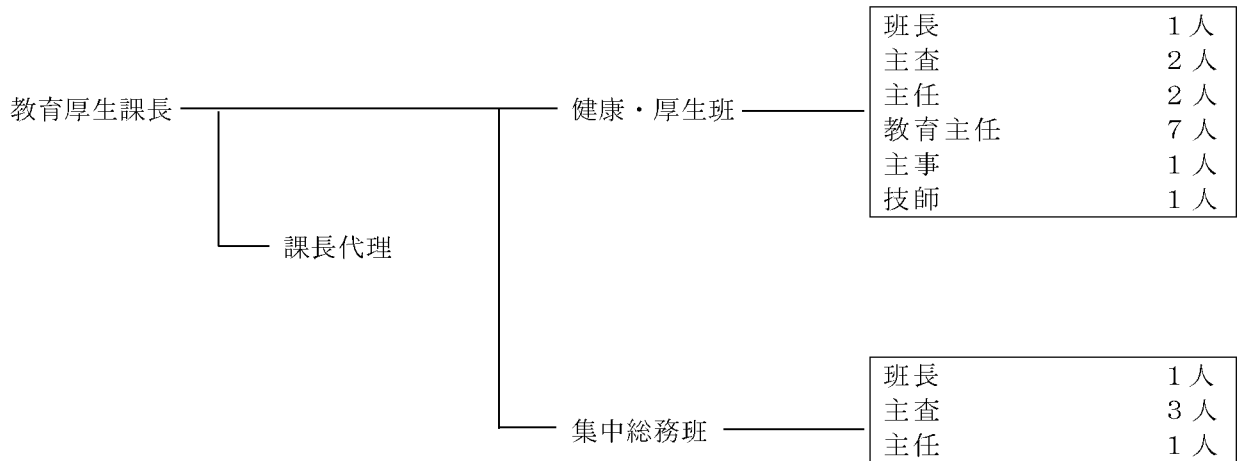 教育厚生課長
課長代理
健康・厚生班
班長 1人
主査 2人
主任 2人
教育主任 7人
主事 1人
技師 1人
集中総務班
班長 1人
主査 3人
主任 1人